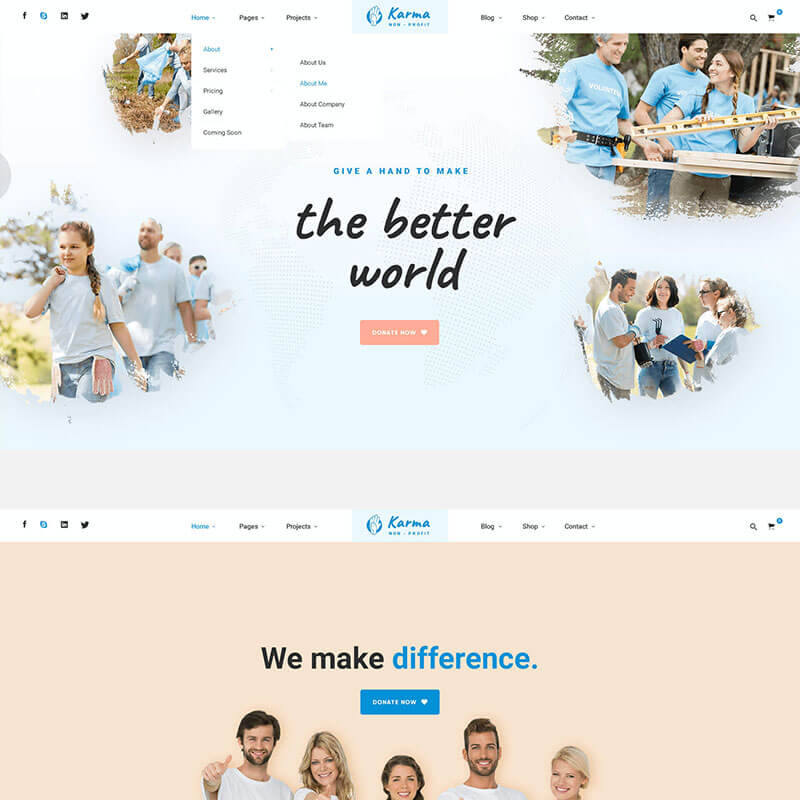 Home Pages Projects Karma Blog Shop Contact
NON - PROFIT
About
Services
Pricing
Gallery
Coming Soon
About Us
About Me
About Company
About Team
VOLUNTEER
GIVE A HAND TO MAKE
the better
world
DONATE NOW
Home Pages Projects Karma Blog Shop Contact
NON - PROFIT
We make difference.
DONATE NOW